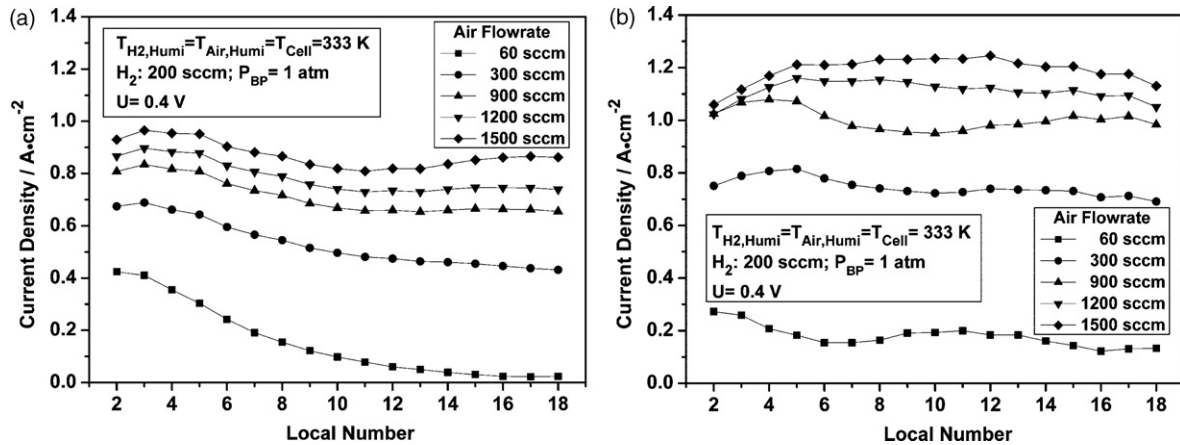 (a)
1.4
1.2
1.0
0.8
0.6
0.4
0.2
0.0
Current Density / A•cm-2
T_H2,Humi=T_Air,Humi=T_Cell=333 K
H2: 200 sccm; P_BP= 1 atm
U= 0.4 V
Air Flowrate
60 sccm
300 sccm
900 sccm
1200 sccm
1500 sccm
2 4 6 8 10 12 14 16 18
Local Number
(b)
1.4
1.2
1.0
0.8
0.6
0.4
0.2
0.0
Current Density / A•cm-2
T_H2,Humi=T_Air,Humi=T_Cell= 333 K
H2: 200 sccm; P_BP= 1 atm
U= 0.4 V
Air Flowrate
60 sccm
300 sccm
900 sccm
1200 sccm
1500 sccm
2 4 6 8 10 12 14 16 18
Local Number